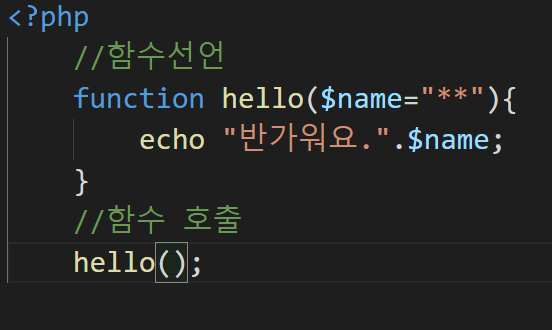 <?php
//함수선언
function hello($name="**"){
echo "반가워요.".$name;
}
//함수 호출
hello();